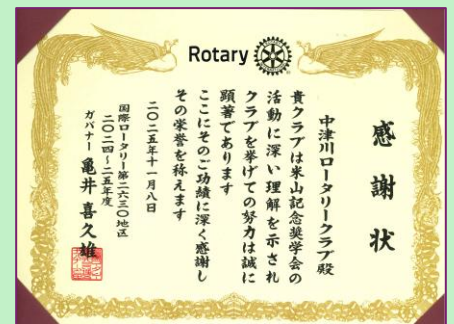 Rotary
感謝状
中津川ロータリークラブ殿
貴クラブは米山記念奨学会の
活動に深い理解を示され
クラブを挙げての努力は誠に
顕著であります
ここにそのご功績に深く感謝し
その栄誉を称えます
二〇二五年十一月八日
国際ロータリー第二六三〇地区
二〇二四~二五年度
ガバナー 亀井喜久雄